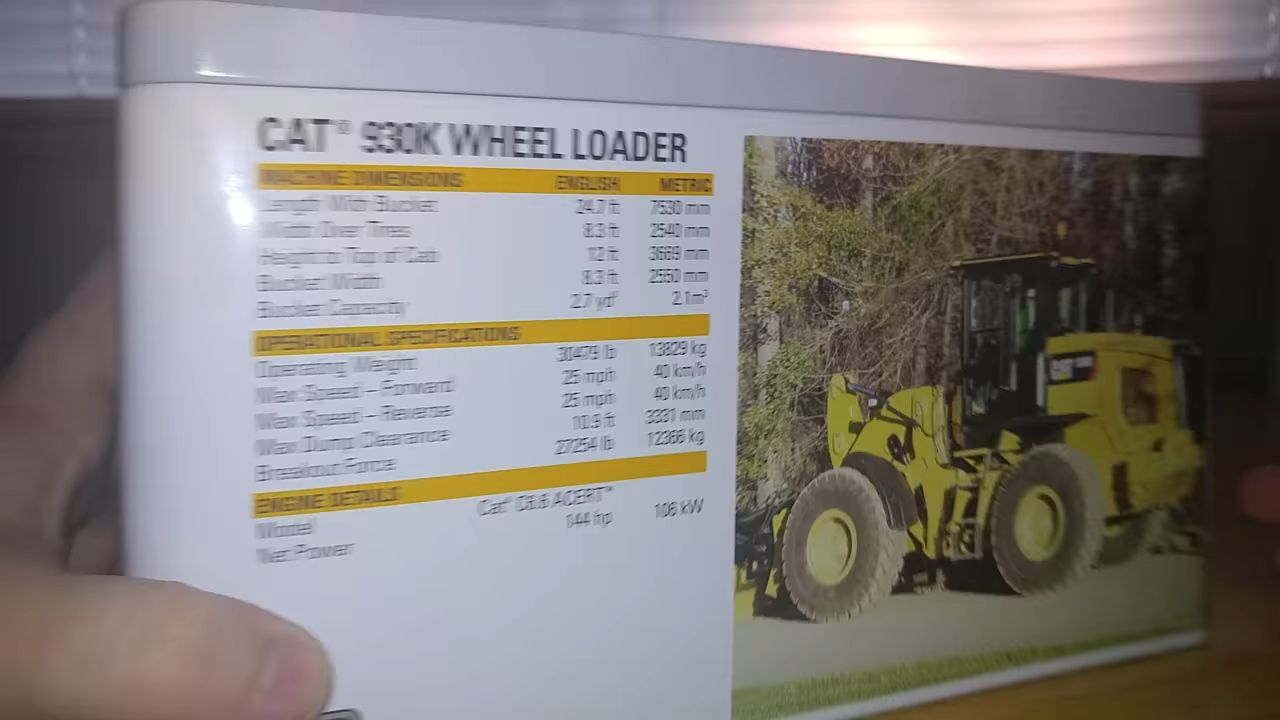 CAT® 930K WHEEL LOADER
MACHINE DIMENSIONS ENGLISH METRIC
Length With Bucket 24.7 ft 7530 mm
Width Over Tires 8.3 ft 2540 mm
Height to Top of Cab 12 ft 3669 mm
Bucket Width 8.3 ft 2550 mm
Bucket Capacity 2.7 yd³ 2.1m³
OPERATIONAL SPECIFICATIONS
Operating Weight 30479 lb 13829 kg
Max Speed – Forward 25 mph 40 km/h
Max Speed – Reverse 25 mph 40 km/h
Max Dump Clearance 10.9 ft 3331 mm
Breakout Force 27254 lb 12366 kg
ENGINE DETAILS
Model Cat® C6.6 ACERT™
Net Power 144 hp 106 kW
CAT